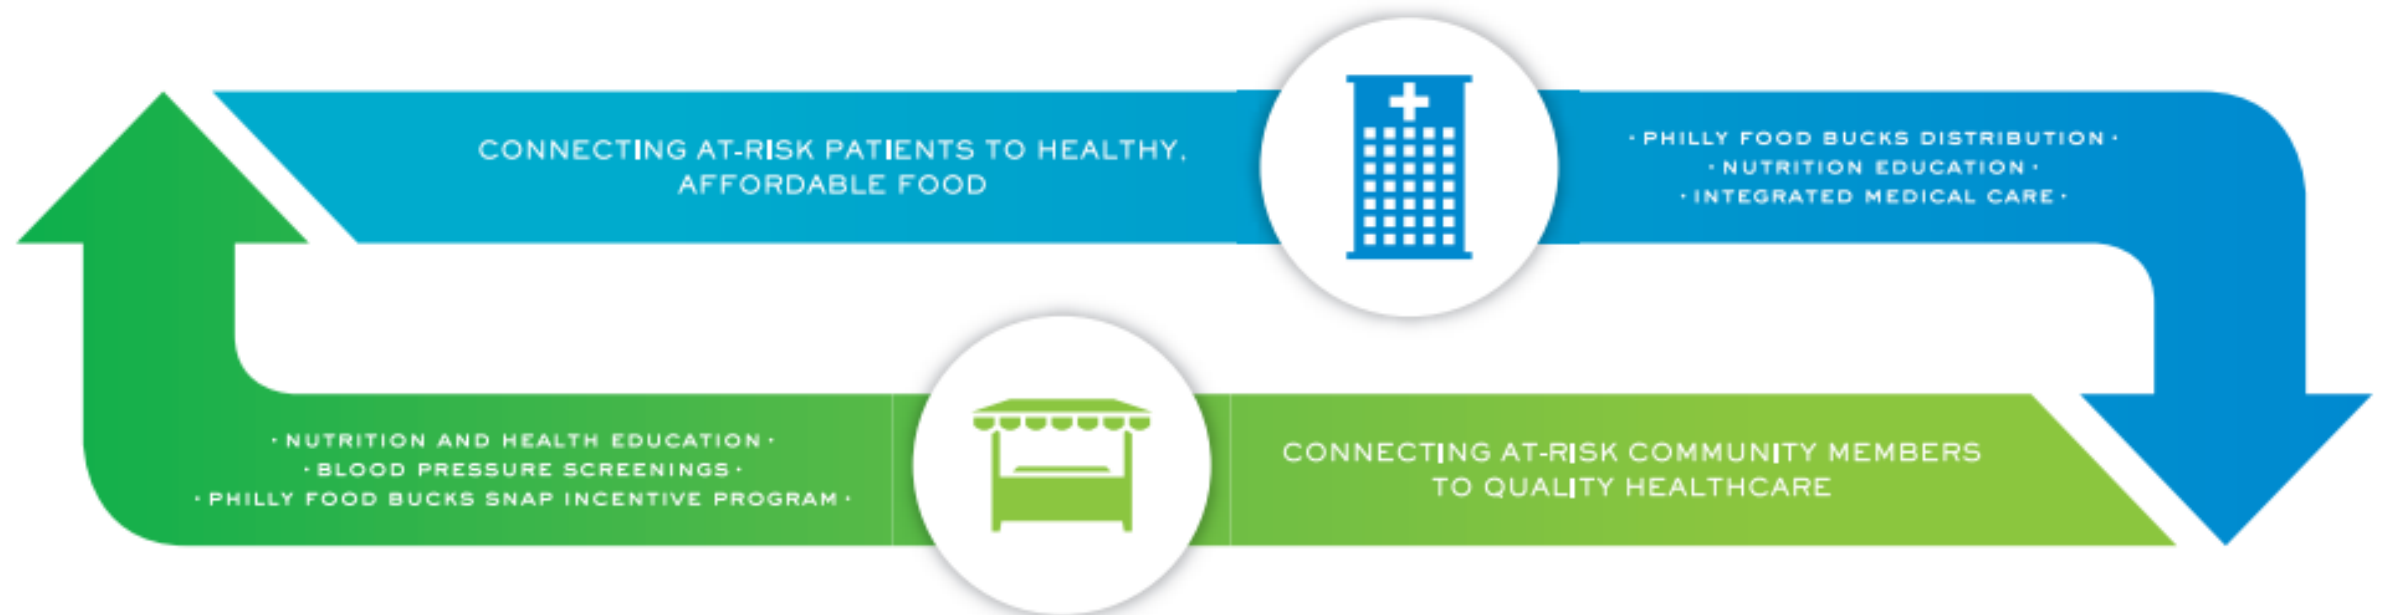 CONNECTING AT-RISK PATIENTS TO HEALTHY,
AFFORDABLE FOOD
· PHILLY FOOD BUCKS DISTRIBUTION ·
· NUTRITION EDUCATION ·
· INTEGRATED MEDICAL CARE ·
· NUTRITION AND HEALTH EDUCATION ·
· BLOOD PRESSURE SCREENINGS ·
· PHILLY FOOD BUCKS SNAP INCENTIVE PROGRAM ·
CONNECTING AT-RISK COMMUNITY MEMBERS
TO QUALITY HEALTHCARE